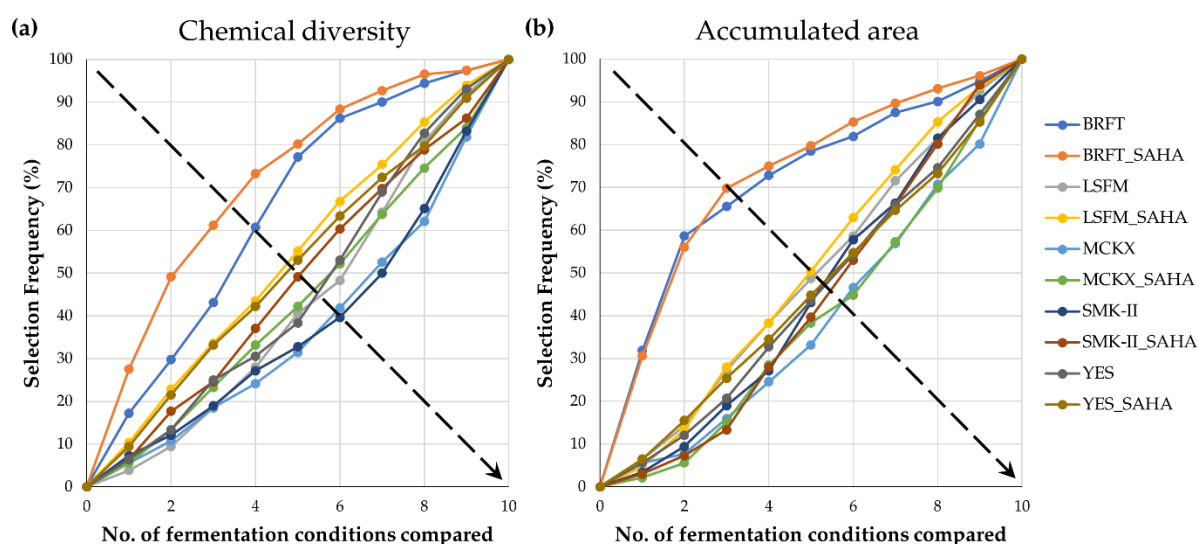 (a)
Chemical diversity
Selection Frequency (%)
100
90
80
70
60
50
40
30
20
10
0
0 2 4 6 8 10
No. of fermentation conditions compared
(b)
Accumulated area
Selection Frequency (%)
100
90
80
70
60
50
40
30
20
10
0
0 2 4 6 8 10
No. of fermentation conditions compared
BRFT
BRFT_SAHA
LSFM
LSFM_SAHA
MCKX
MCKX_SAHA
SMK-II
SMK-II_SAHA
YES
YES_SAHA